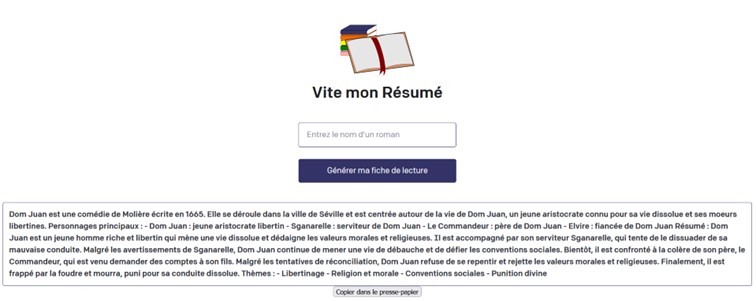 Vite mon Résumé
Entrez le nom d'un roman
Générer ma fiche de lecture
Dom Juan est une comédie de Molière écrite en 1665. Elle se déroule dans la ville de Séville et est centrée autour de la vie de Dom Juan, un jeune aristocrate connu pour sa vie dissolue et ses moeurs
libertines. Personnages principaux : - Dom Juan : jeune aristocrate libertin - Sganarelle : serviteur de Dom Juan - Le Commandeur : père de Dom Juan - Elvire : fiancée de Dom Juan Résumé : Dom
Juan est un jeune homme riche et libertin qui mène une vie dissolue et dédaigne les valeurs morales et religieuses. Il est accompagné par son serviteur Sganarelle, qui tente de le dissuader de sa
mauvaise conduite. Malgré les avertissements de Sganarelle, Dom Juan continue de mener une vie de débauche et de défier les conventions sociales. Bientôt, il est confronté à la colère de son père, le
Commandeur, qui est venu demander des comptes à son fils. Malgré les tentatives de réconciliation, Dom Juan refuse de se repentir et rejette les valeurs morales et religieuses. Finalement, il est
frappé par la foudre et mourra, puni pour sa conduite dissolue. Thèmes : - Libertinage - Religion et morale - Conventions sociales - Punition divine
Copier dans le presse-papier